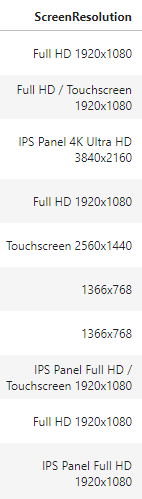 ScreenResolution
Full HD 1920x1080
Full HD / Touchscreen
1920x1080
IPS Panel 4K Ultra HD
3840x2160
Full HD 1920x1080
Touchscreen 2560x1440
1366x768
1366x768
IPS Panel Full HD /
Touchscreen 1920x1080
Full HD 1920x1080
IPS Panel Full HD
1920x1080